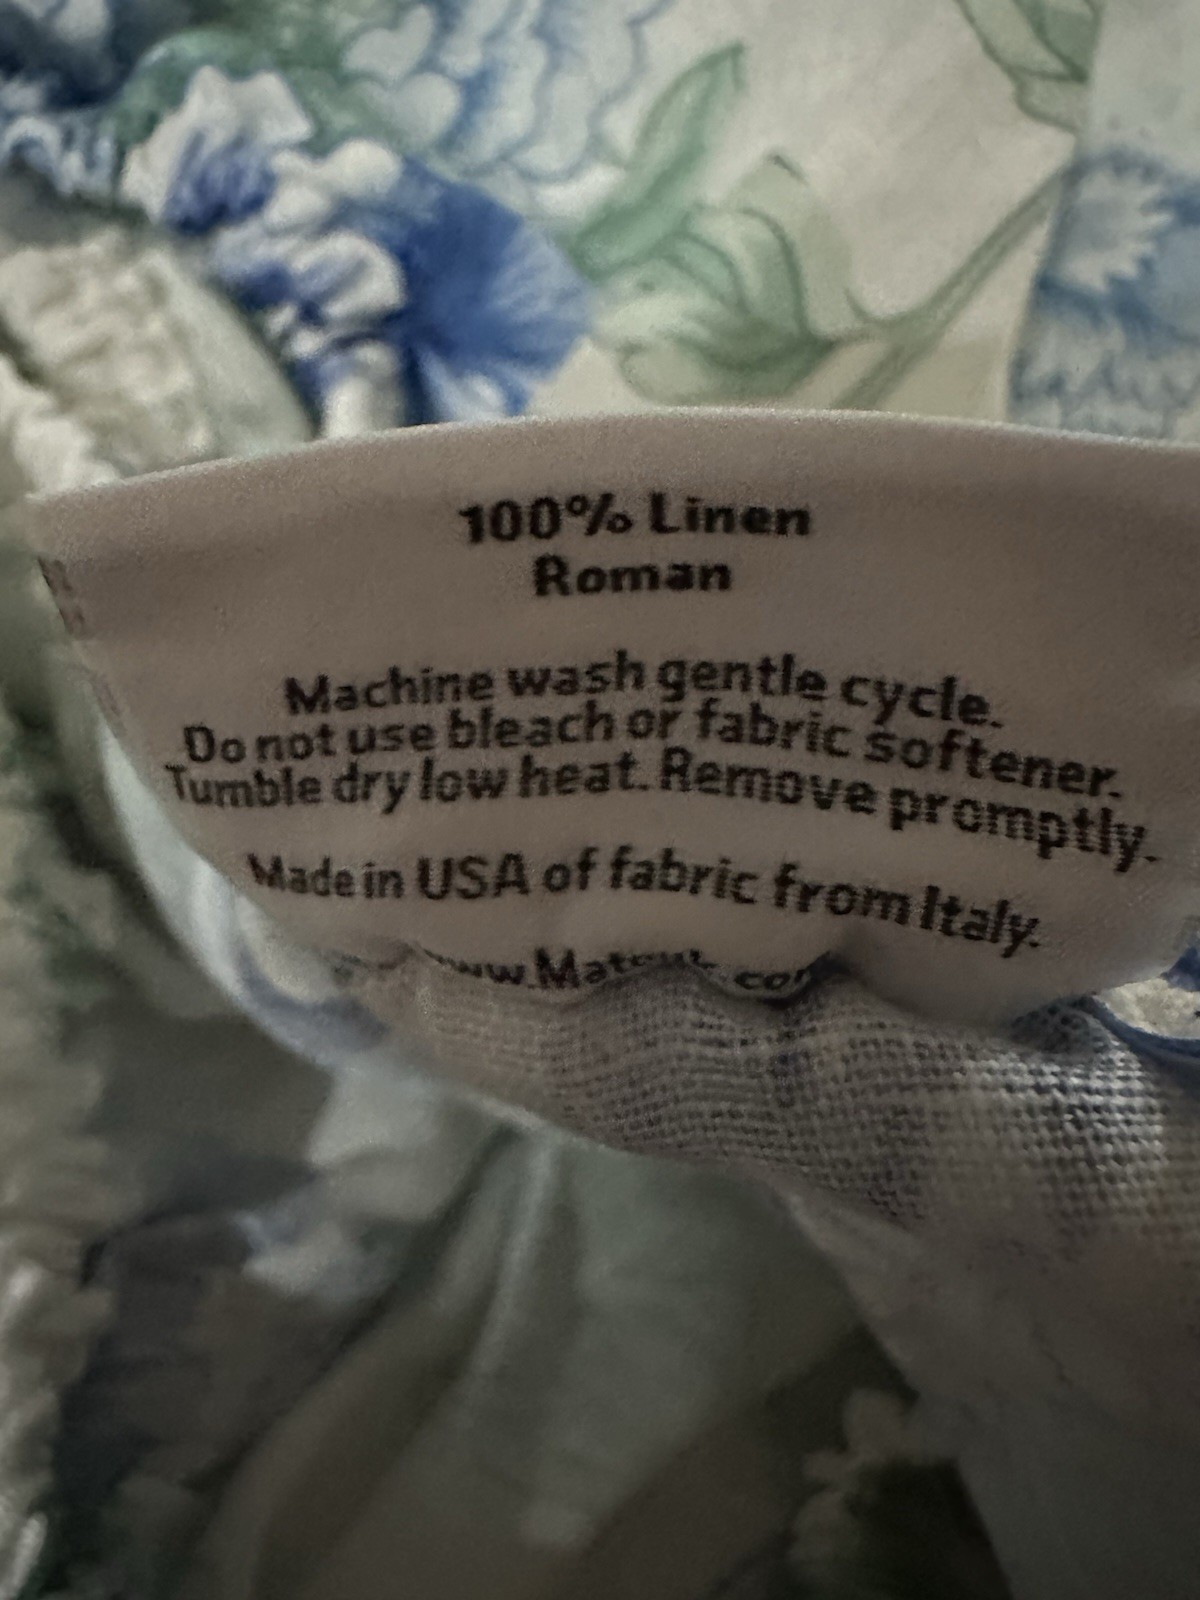 100% Linen
Roman
Machine wash gentle cycle.
Do not use bleach or fabric softener.
Tumble dry low heat. Remove promptly.
Made in USA of fabric from Italy.